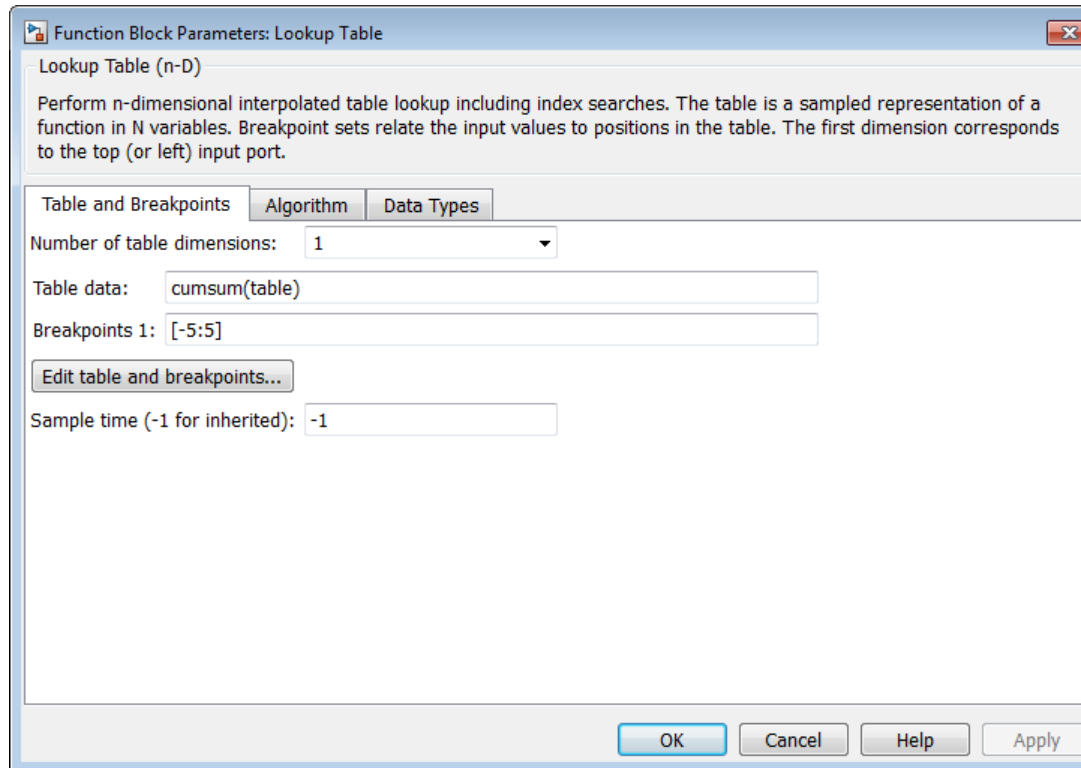 Function Block Parameters: Lookup Table
Lookup Table (n-D)
Perform n-dimensional interpolated table lookup including index searches. The table is a sampled representation of a
function in N variables. Breakpoint sets relate the input values to positions in the table. The first dimension corresponds
to the top (or left) input port.
Table and Breakpoints Algorithm Data Types
Number of table dimensions: 1
Table data: cumsum(table)
Breakpoints 1: [-5:5]
Edit table and breakpoints...
Sample time (-1 for inherited): -1
OK Cancel Help Apply